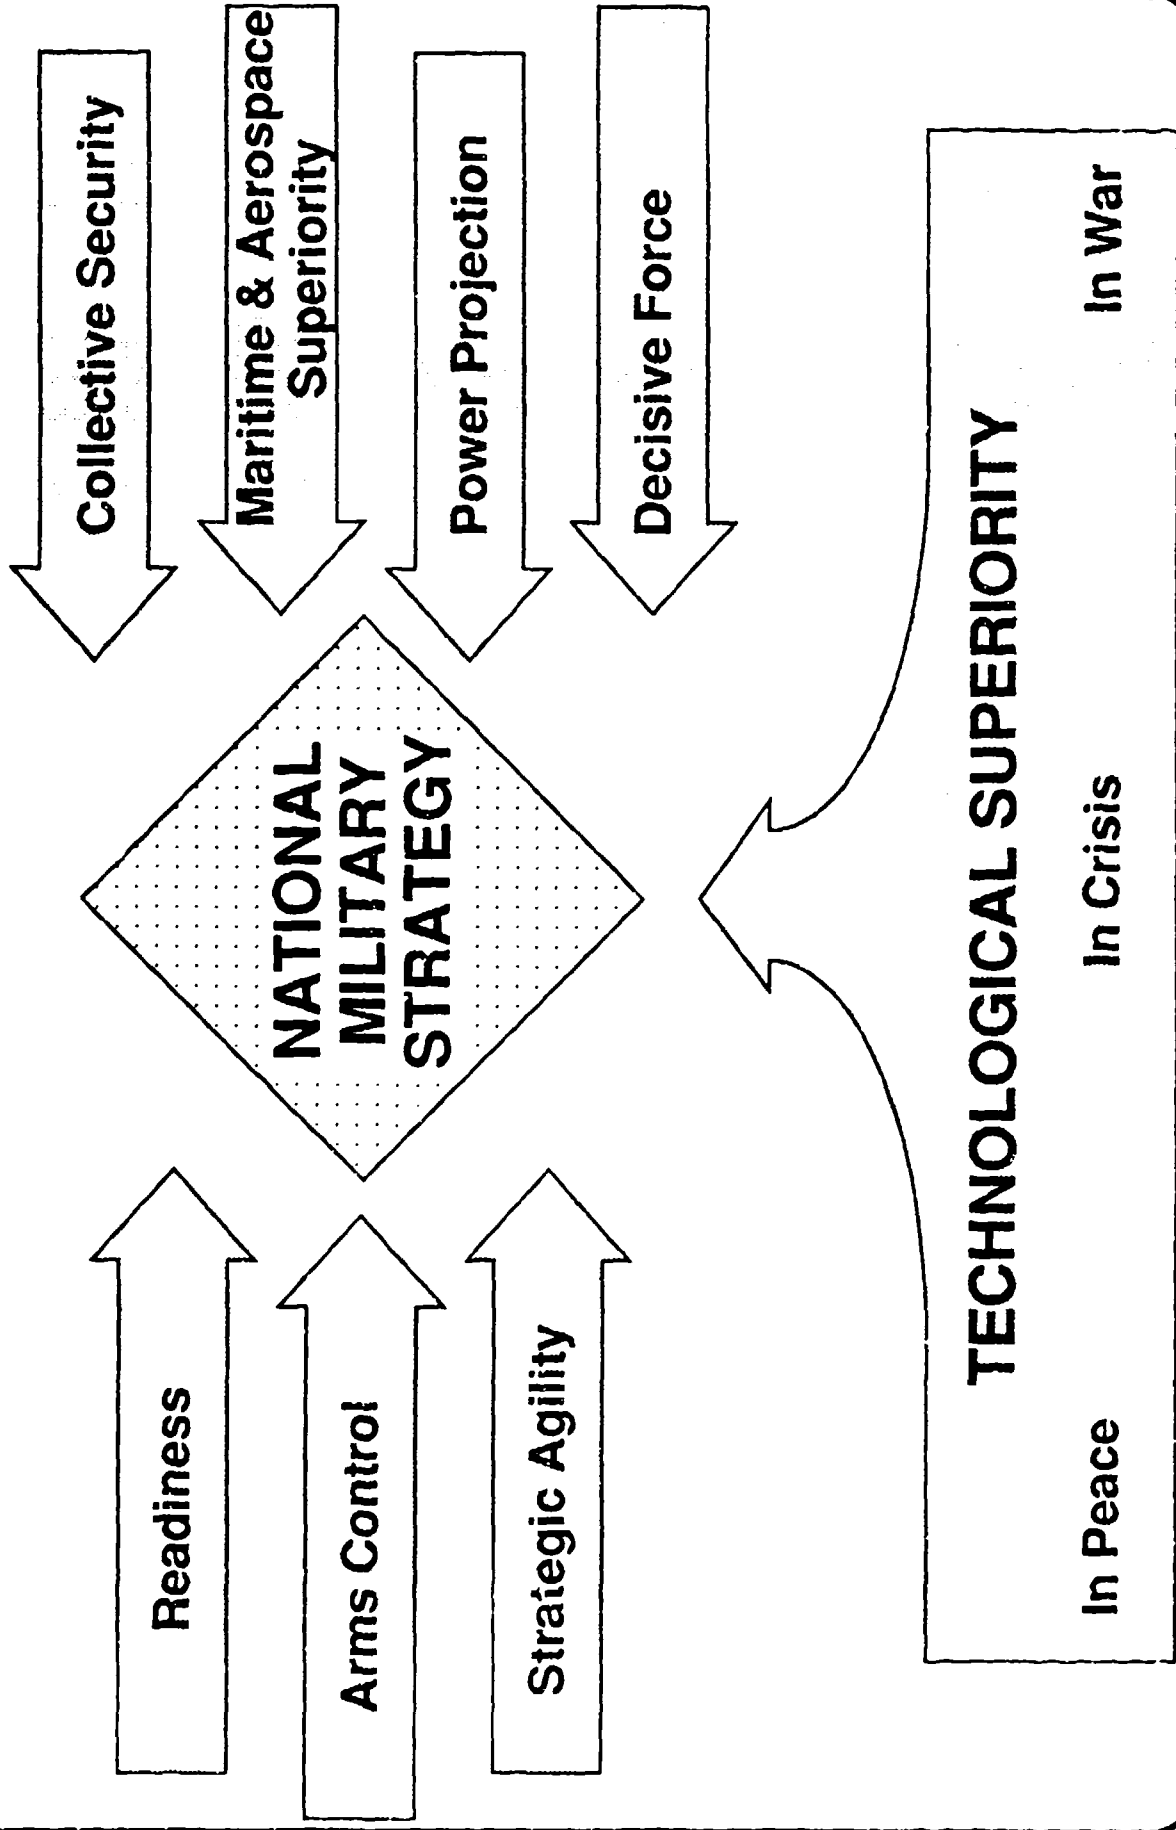 Readiness
Arms Control
Strategic Agility
NATIONAL
MILITARY
STRATEGY
Collective Security
Maritime & Aerospace
Superiority
Power Projection
Decisive Force
TECHNOLOGICAL SUPERIORITY
In Peace
In Crisis
In War